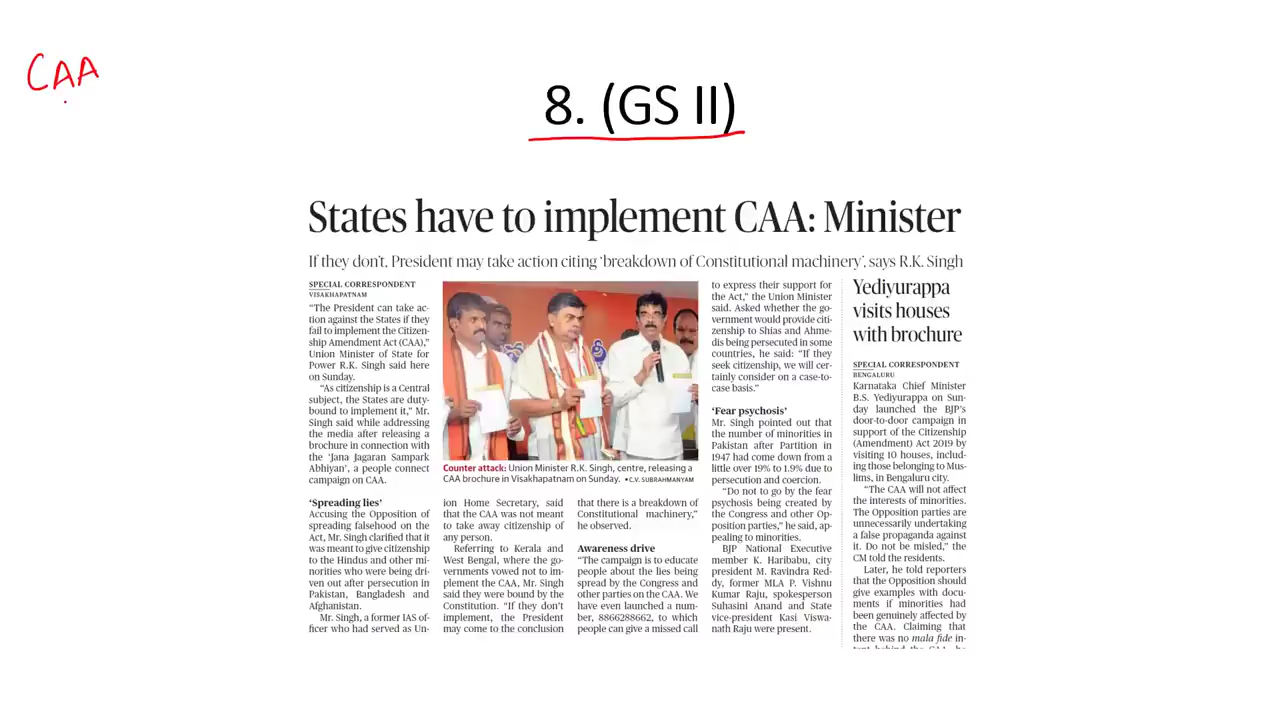 CAA
8. (GS II)
States have to implement CAA: Minister
If they don't, President may take action citing 'breakdown of Constitutional machinery', says R.K. Singh
SPECIAL CORRESPONDENT
VISAKHAPATNAM
"The President can take ac-
tion against the States if they
fail to implement the Citizen-
ship Amendment Act (CAA),"
Union Minister of State for
Power R.K. Singh said here
on Sunday.
"As citizenship is a Central
subject, the States are duty-
bound to implement it," Mr.
Singh said while addressing
the media after releasing a
brochure in connection with
the 'Jana Jagaran Sampark
Abhiyan', a people connect
campaign on CAA.
'Spreading lies'
Accusing the Opposition of
spreading falsehood on the
Act, Mr. Singh clarified that it
was meant to give citizenship
to the Hindus and other mi-
norities who were being dri-
ven out after persecution in
Pakistan, Bangladesh and
Afghanistan.
Mr. Singh, a former IAS of-
ficer who had served as Un-
Counter attack: Union Minister R.K. Singh, centre, releasing a
CAA brochure in Visakhapatnam on Sunday. •C.V. SUBRAHMANYAM
ion Home Secretary, said
that the CAA was not meant
to take away citizenship of
any person.
Referring to Kerala and
West Bengal, where the go-
vernments vowed not to im-
plement the CAA, Mr. Singh
said they were bound by the
Constitution. "If they don't
implement, the President
may come to the conclusion
that there is a breakdown of
Constitutional machinery,"
he observed.
Awareness drive
"The campaign is to educate
people about the lies being
spread by the Congress and
other parties on the CAA. We
have even launched a num-
ber, 8866288662, to which
people can give a missed call
to express their support for
the Act," the Union Minister
said. Asked whether the go-
vernment would provide citi-
zenship to Shias and Ahme-
dis being persecuted in some
countries, he said: "If they
seek citizenship, we will cer-
tainly consider on a case-to-
case basis."
'Fear psychosis'
Mr. Singh pointed out that
the number of minorities in
Pakistan after Partition in
1947 had come down from a
little over 19% to 1.9% due to
persecution and coercion.
"Do not to go by the fear
psychosis being created by
the Congress and other Op-
position parties," he said, ap-
pealing to minorities.
BJP National Executive
member K. Haribabu, city
president M. Ravindra Red-
dy, former MLA P. Vishnu
Kumar Raju, spokesperson
Suhasini Anand and State
vice-president Kasi Viswa-
nath Raju were present.
Yediyurappa
visits houses
with brochure
SPECIAL CORRESPONDENT
BENGALURU
Karnataka Chief Minister
B.S. Yediyurappa on Sun-
day launched the BJP's
door-to-door campaign in
support of the Citizenship
(Amendment) Act 2019 by
visiting 10 houses, includ-
ing those belonging to Mus-
lims, in Bengaluru city.
"The CAA will not affect
the interests of minorities.
The Opposition parties are
unnecessarily undertaking
a false propaganda against
it. Do not be misled," the
CM told the residents.
Later, he told reporters
that the Opposition should
give examples with docu-
ments if minorities had
been genuinely affected by
the CAA. Claiming that
there was no mala fide in-